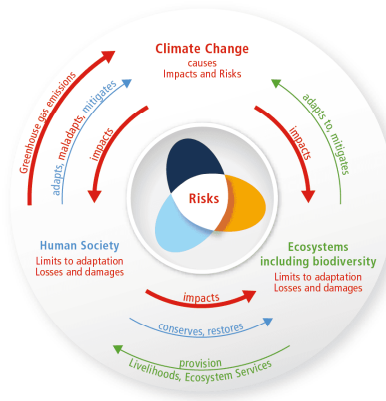 Climate Change
causes
Impacts and Risks
Greenhouse gas emissions
adapts, maladapts, mitigates
impacts
impacts
adapts to, mitigates
Risks
Human Society
Limits to adaptation
Losses and damages
Ecosystems
including biodiversity
Limits to adaptation
Losses and damages
impacts
conserves, restores
provision
Livelihoods, Ecosystem Services